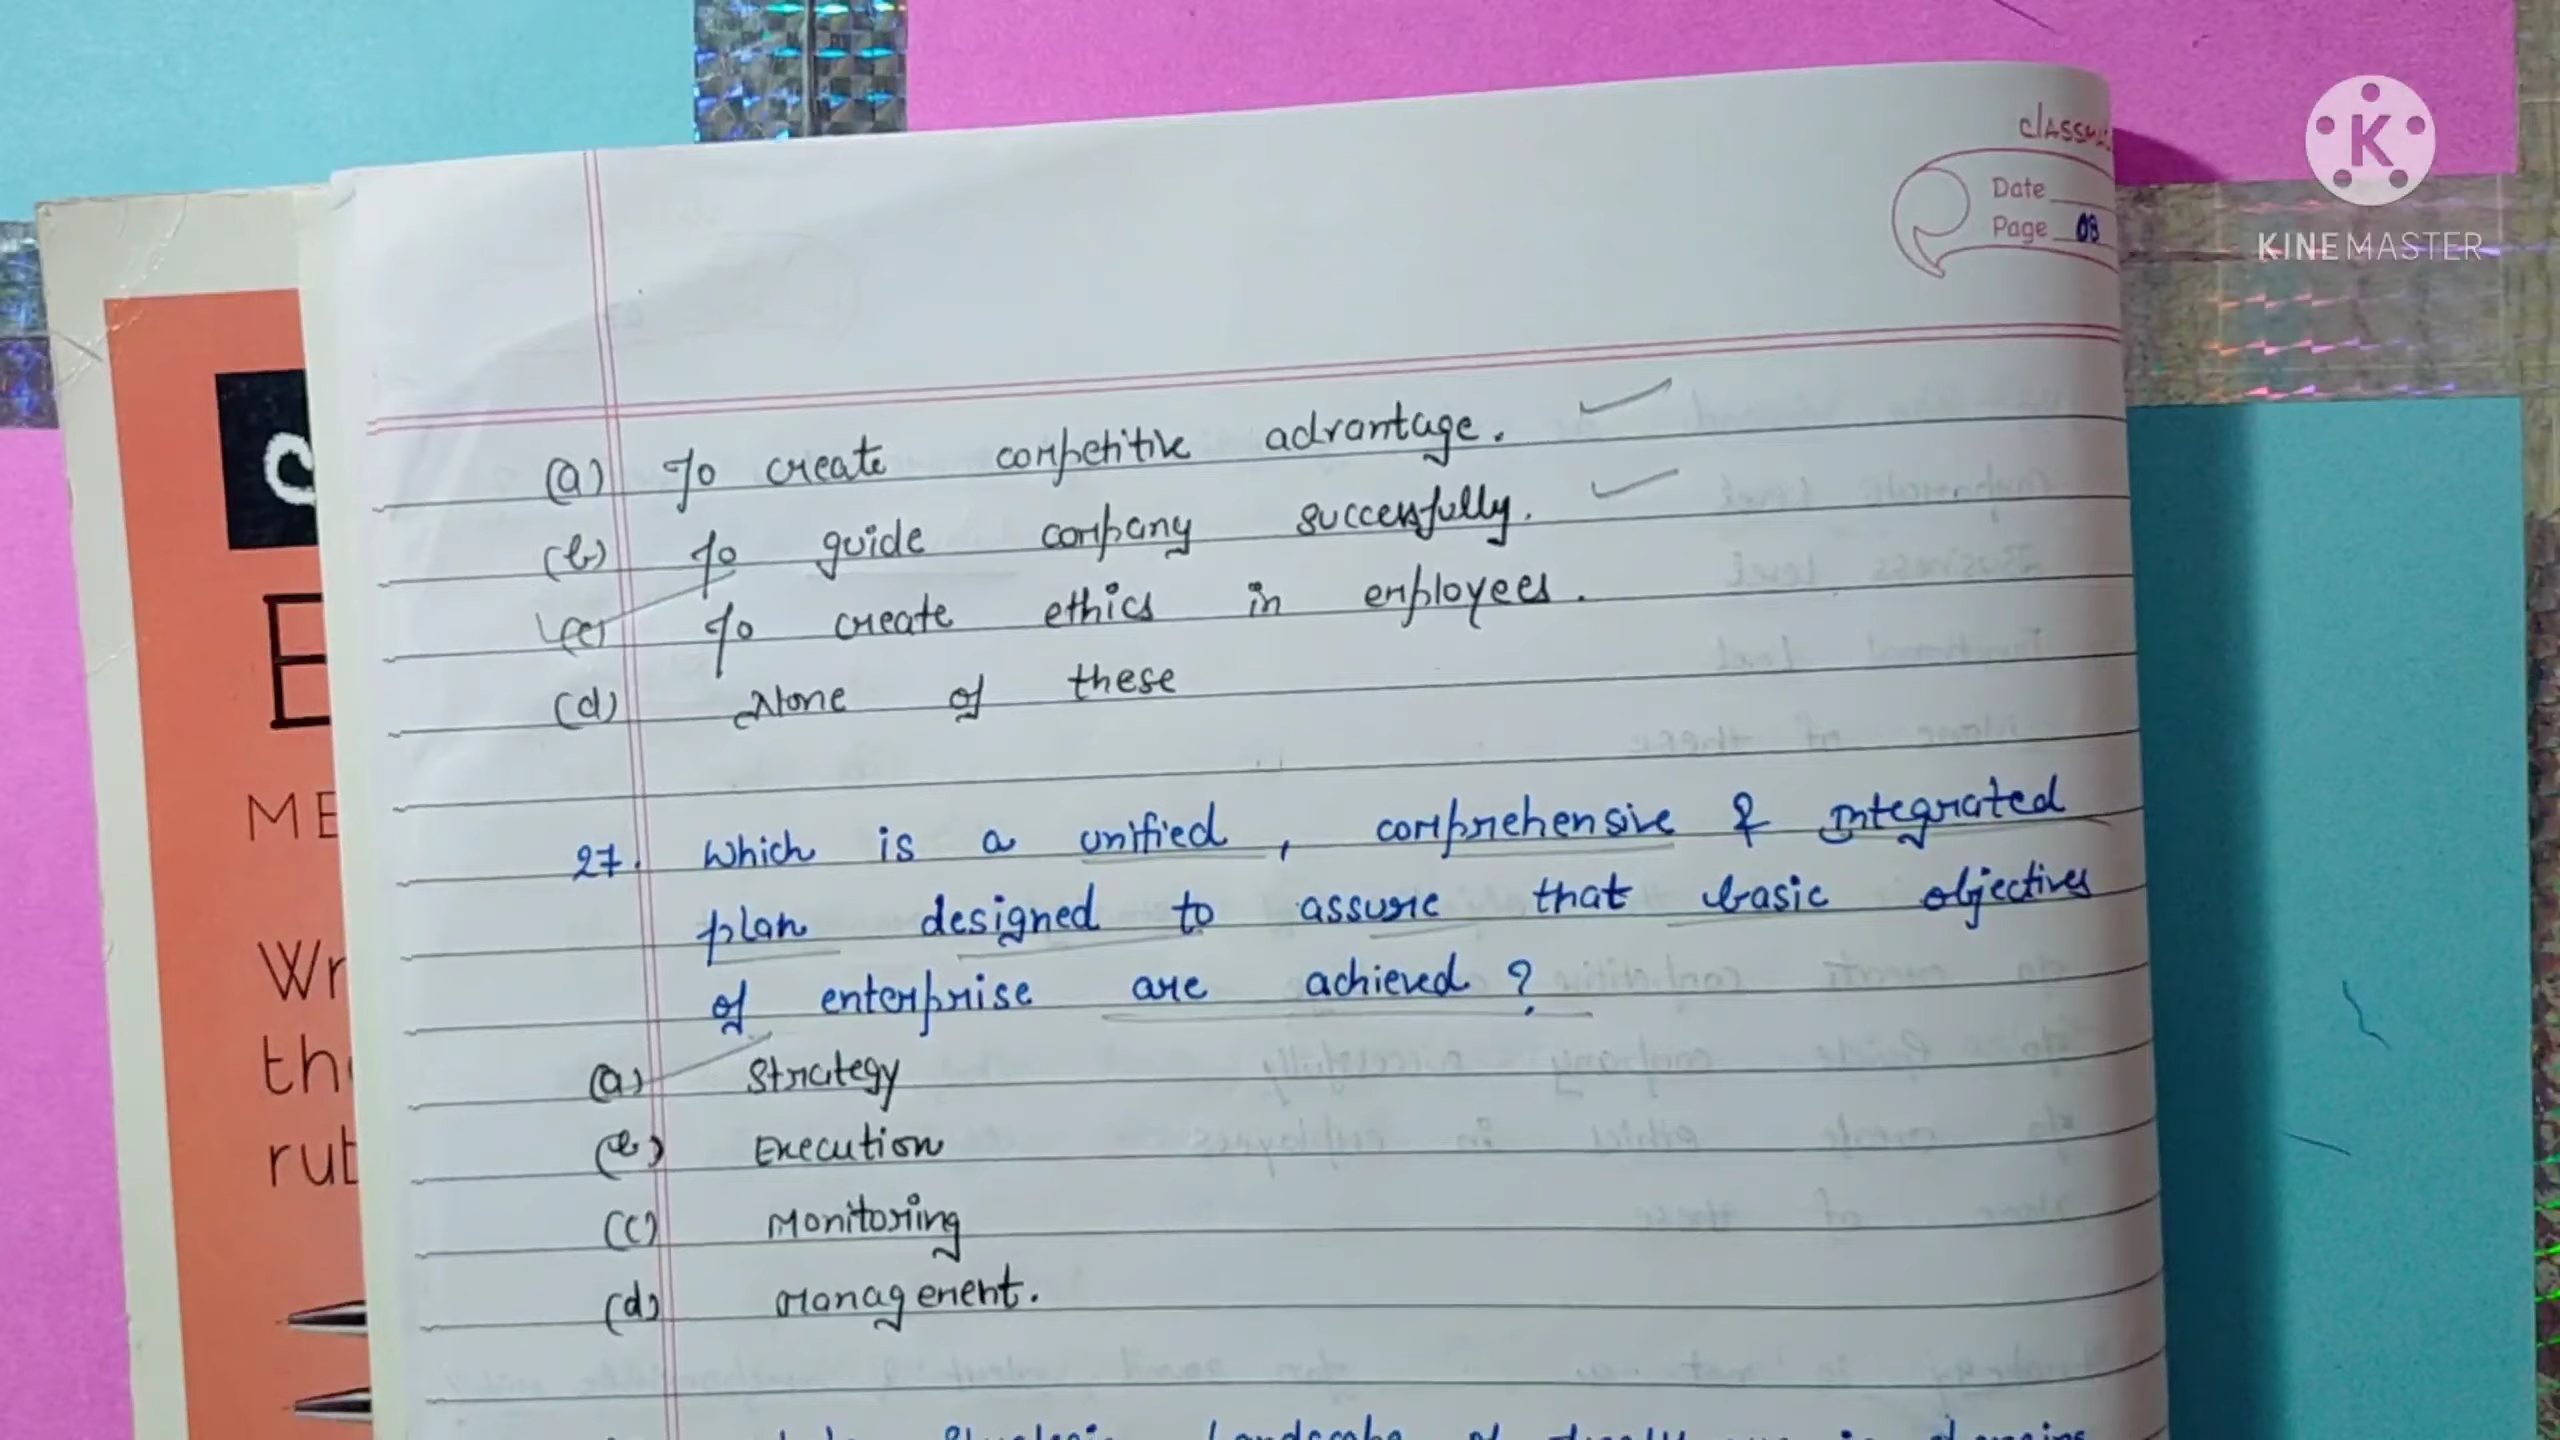 classm
Date
Page 08
K
KINEMASTER
(a) To create competitive advantage.
(b) To guide company successfully.
(c) To create ethics in employees.
(d) None of these
27. Which is a unified, comprehensive & Integrated
plan designed to assure that basic objectives
of enterprise are achieved?
(a) Strategy
(b) Execution
(c) Monitoring
(d) Management.
E
ME
Wr
the
rut